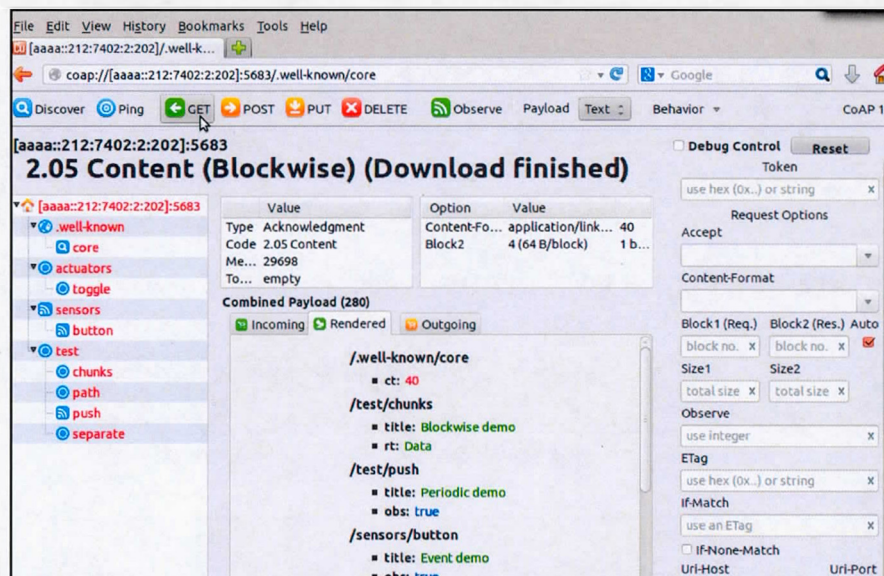 File Edit View History Bookmarks Tools Help
[aaaa::212:7402:2:202]/.well-k...
coap://[aaaa::212:7402:2:202]:5683/.well-known/core
Google
Discover Ping GET POST PUT DELETE Observe Payload Text Behavior CoAP 1
[aaaa::212:7402:2:202]:5683
2.05 Content (Blockwise) (Download finished)
Debug Control Reset
Token
use hex (0x..) or string x
Request Options
Accept
Content-Format
Block1 (Req.) Block2 (Res.) Auto
block no. x block no. x
Size1 Size2
total size x total size x
Observe
use integer x
ETag
use hex (0x..) or string x
If-Match
use an ETag x
If-None-Match
Uri-Host Uri-Port
[aaaa::212:7402:2:202]:5683
.well-known
core
actuators
toggle
sensors
button
test
chunks
path
push
separate
Value
Type Acknowledgment
Code 2.05 Content
Me... 29698
To... empty
Option Value
Content-Fo... application/link... 40
Block2 4 (64 B/block) 1 b...
Combined Payload (280)
Incoming Rendered Outgoing
/.well-known/core
ct: 40
/test/chunks
title: Blockwise demo
rt: Data
/test/push
title: Periodic demo
obs: true
/sensors/button
title: Event demo
obs: true